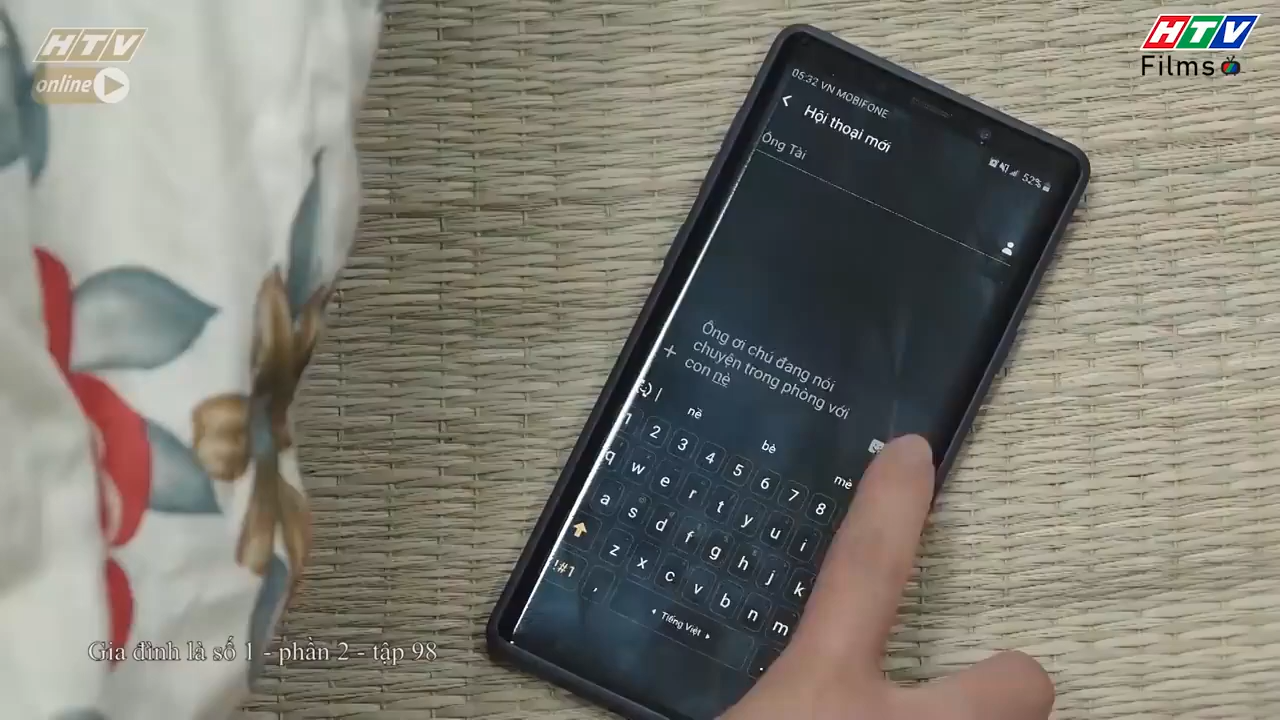 HTV
online
HTV
Films
05:32 VN MOBIFONE
52%
Hội thoại mới
Ông Tài
Ông ơi chú đang nói
chuyện trong phòng với
con nè
nè bè mè
1 2 3 4 5 6 7 8
q w e r t y u i
a s d f g h j k
z x c v b n m
!#1 , Tiếng Việt .
Gia đình là số 1 - phần 2 - tập 98